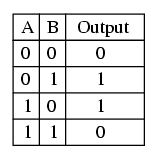 A B Output
0 0 0
0 1 1
1 0 1
1 1 0